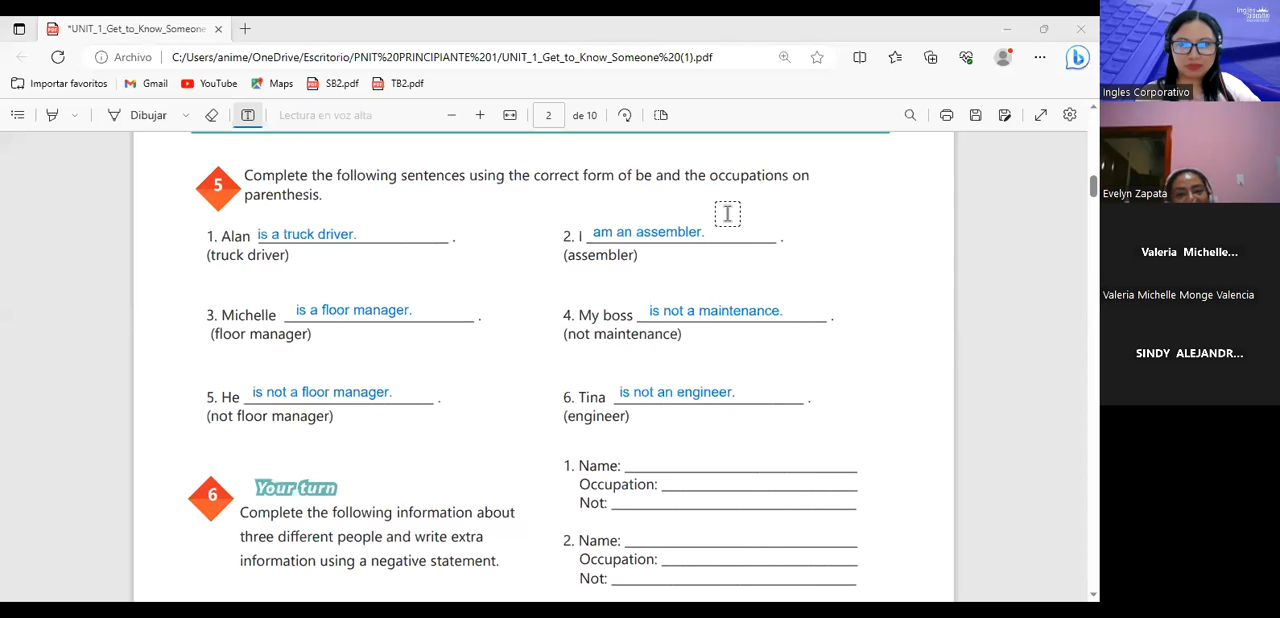 *UNIT_1_Get_to_Know_Someone
Archivo
C:/Users/anime/OneDrive/Escritorio/PNIT%20PRINCIPIANTE%201/UNIT_1_Get_to_Know_Someone%20(1).pdf
Importar favoritos
Gmail
YouTube
Maps
SB2.pdf
TB2.pdf
Dibujar
Lectura en voz alta
2
de 10
5
Complete the following sentences using the correct form of be and the occupations on
parenthesis.
1. Alan is a truck driver. .
(truck driver)
2. I am an assembler. .
(assembler)
3. Michelle is a floor manager. .
(floor manager)
4. My boss is not a maintenance. .
(not maintenance)
5. He is not a floor manager. .
(not floor manager)
6. Tina is not an engineer. .
(engineer)
6
Your turn
Complete the following information about
three different people and write extra
information using a negative statement.
1. Name:
Occupation:
Not:
2. Name:
Occupation:
Not:
Ingles Corporativo
Evelyn Zapata
Valeria Michelle...
Valeria Michelle Monge Valencia
SINDY ALEJANDR...